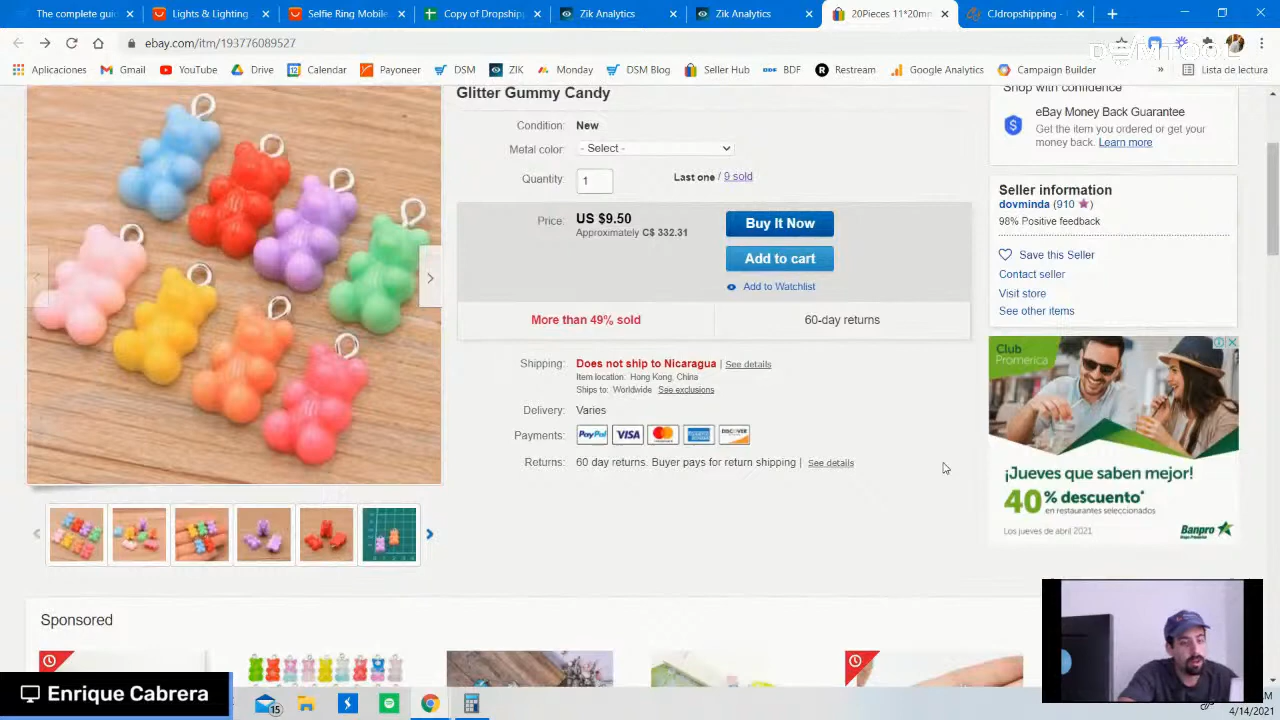 The complete gui
Lights & Lighting
Selfie Ring Mobile
Copy of Dropship
Zik Analytics
Zik Analytics
20Pieces 11*20mm
CJdropshipping -
ebay.com/item/193776089527
Aplicaciones
Gmail
YouTube
Drive
Calendar
Payoneer
DSM
ZIK
Monday
DSM Blog
Seller Hub
BDF
Restream
Google Analytics
Campaign Builder
»
Lista de lectura
Glitter Gummy Candy
Condition: New
Metal color: - Select -
Quantity: 1 Last one / 9 sold
Price: US $9.50
Approximately C$ 332.31
Buy It Now
Add to cart
Add to Watchlist
More than 49% sold
60-day returns
Shipping: Does not ship to Nicaragua | See details
Item location: Hong Kong, China
Ships to: Worldwide See exclusions
Delivery: Varies
Payments: PayPal VISA DISCOVER
Returns: 60 day returns. Buyer pays for return shipping | See details
Shop with confidence
eBay Money Back Guarantee
Get the item you ordered or get your
money back. Learn more
Seller information
dovminda (910 )
98% Positive feedback
Save this Seller
Contact seller
Visit store
See other items
Club
Promerica
¡Jueves que saben mejor!
40% descuento*
en restaurantes seleccionados
Los jueves de abril 2021
Banpro
Sponsored
Enrique Cabrera
15
4/14/2021